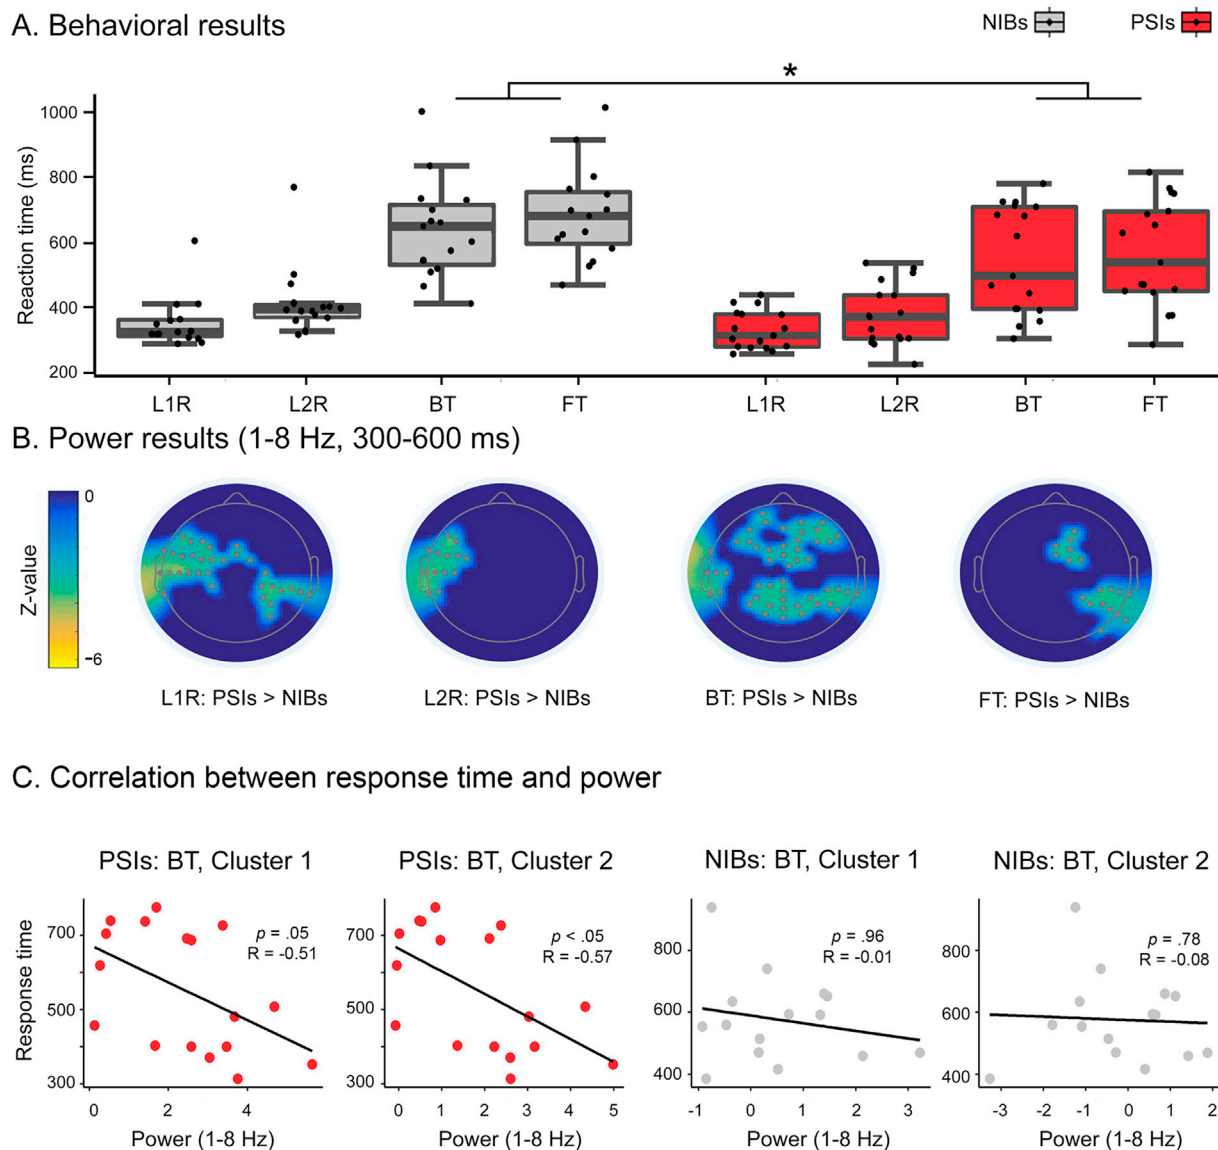 A. Behavioral results
NIBs PSIs
*
Reaction time (ms)
1000
800
600
400
200
L1R L2R BT FT L1R L2R BT FT
B. Power results (1-8 Hz, 300-600 ms)
Z-value
0
-6
L1R: PSIs > NIBs L2R: PSIs > NIBs BT: PSIs > NIBs FT: PSIs > NIBs
C. Correlation between response time and power
PSIs: BT, Cluster 1
Response time
700
500
300
p = .05
R = -0.51
0 2 4
Power (1-8 Hz)
PSIs: BT, Cluster 2
700
500
300
p < .05
R = -0.57
0 1 2 3 4 5
Power (1-8 Hz)
NIBs: BT, Cluster 1
800
600
400
p = .96
R = -0.01
-1 0 1 2 3
Power (1-8 Hz)
NIBs: BT, Cluster 2
800
600
400
p = .78
R = -0.08
-3 -2 -1 0 1 2
Power (1-8 Hz)